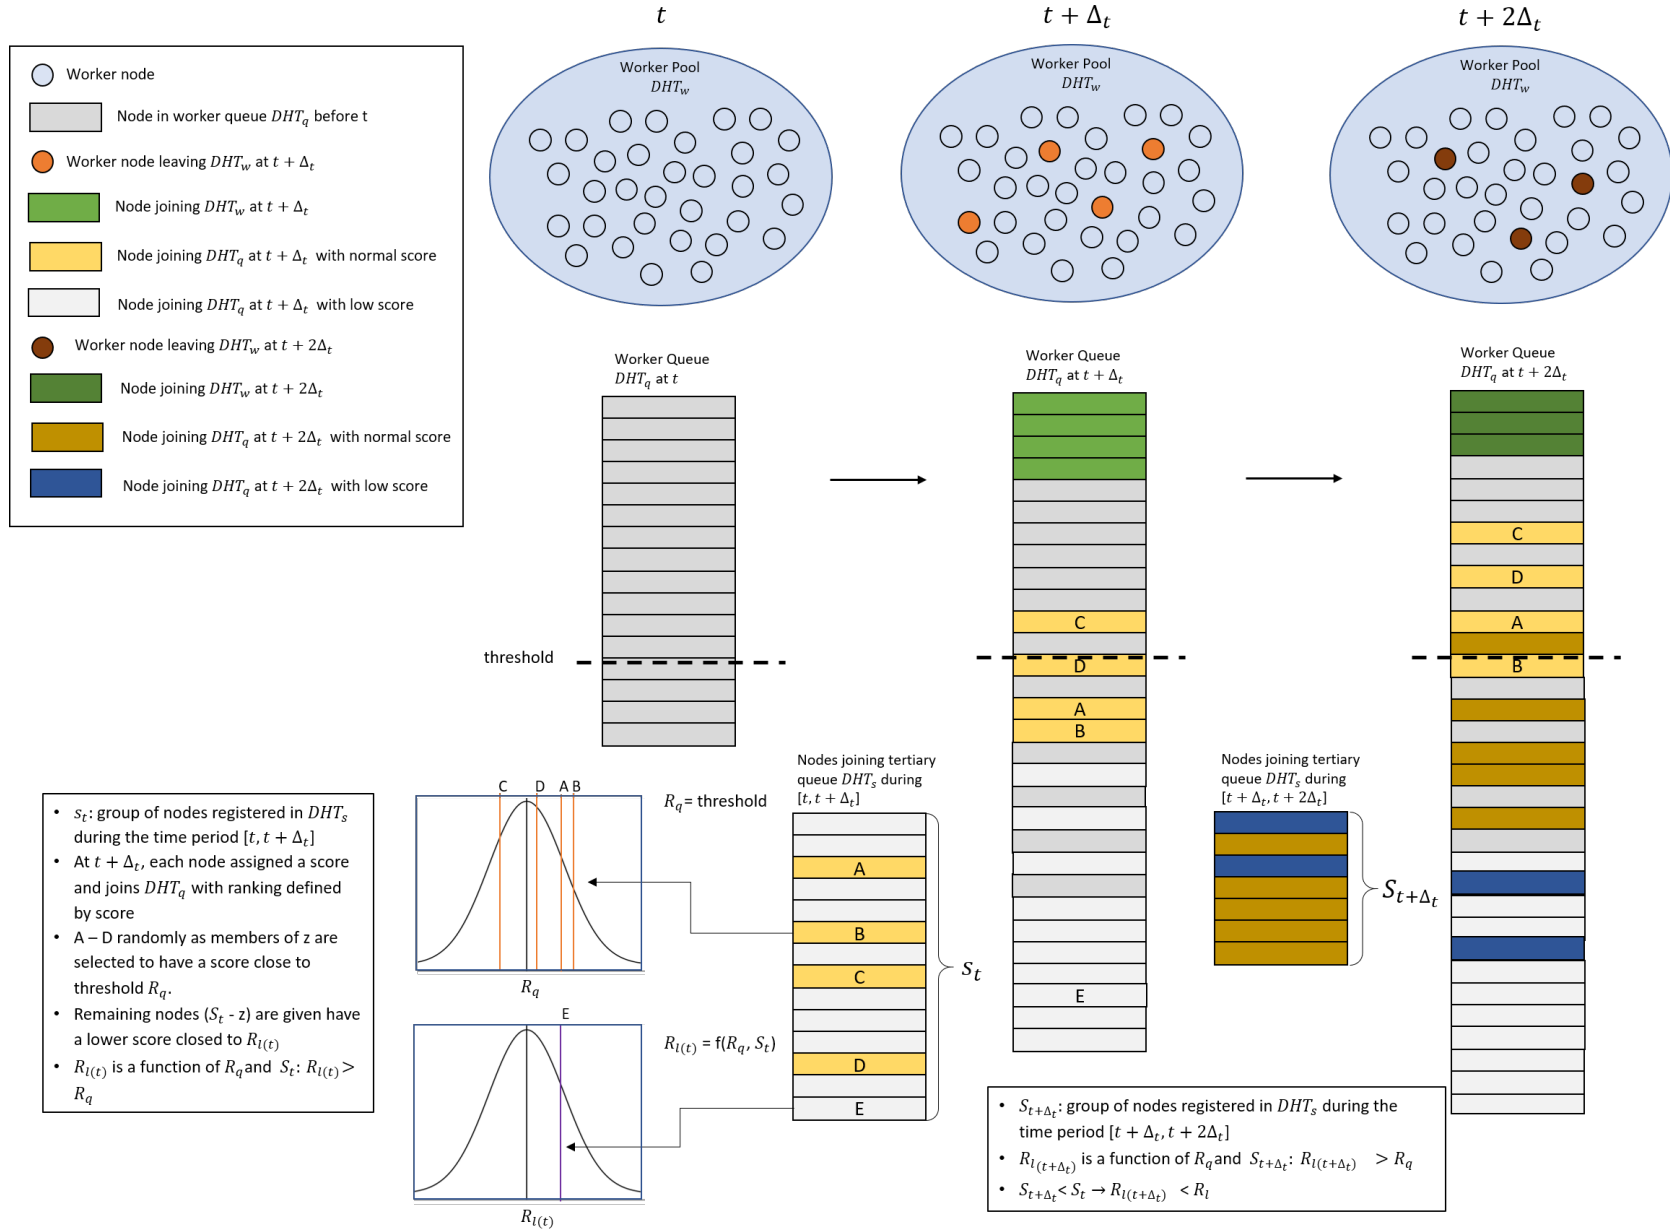 t
t + Δt
t + 2Δt
Worker node
Node in worker queue DHTq before t
Worker node leaving DHTw at t + Δt
Node joining DHTw at t + Δt
Node joining DHTq at t + Δt with normal score
Node joining DHTq at t + Δt with low score
Worker node leaving DHTw at t + 2Δt
Node joining DHTw at t + 2Δt
Node joining DHTq at t + 2Δt with normal score
Node joining DHTq at t + 2Δt with low score
Worker Pool
DHTw
Worker Pool
DHTw
Worker Pool
DHTw
Worker Queue
DHTq at t
Worker Queue
DHTq at t + Δt
Worker Queue
DHTq at t + 2Δt
threshold
C
D
A
B
E
C
D
A
B
Nodes joining tertiary
queue DHTs during
[t, t + Δt]
A
B
C
D
E
St
Nodes joining tertiary
queue DHTs during
[t + Δt, t + 2Δt]
St+Δt
C D A B
Rq= threshold
Rq
E
Rl(t) = f(Rq, St)
Rl(t)
• st: group of nodes registered in DHTs
during the time period [t, t + Δt]
• At t + Δt, each node assigned a score
and joins DHTq with ranking defined
by score
• A – D randomly as members of z are
selected to have a score close to
threshold Rq.
• Remaining nodes (St - z) are given have
a lower score closed to Rl(t)
• Rl(t) is a function of Rq and St: Rl(t) >
Rq
• St+Δt: group of nodes registered in DHTs during the
time period [t + Δt, t + 2Δt]
• Rl(t+Δt) is a function of Rq and St+Δt: Rl(t+Δt) > Rq
• St+Δt < St → Rl(t+Δt) < Rl